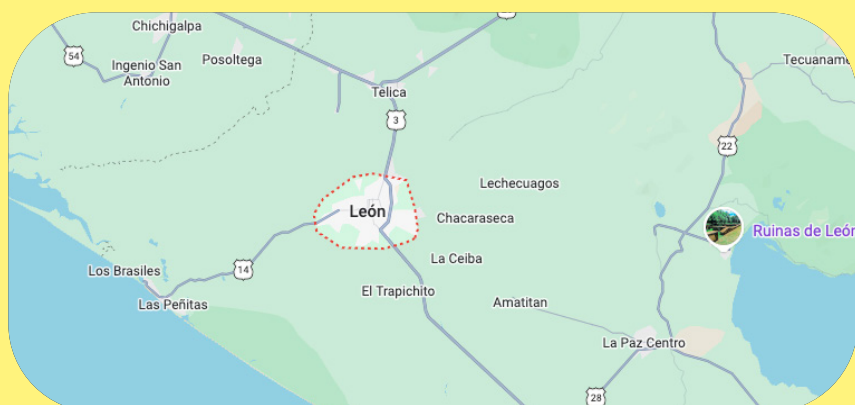 Chichigalpa
54
Ingenio San
Antonio
Posoltega
Telica
3
Tecuaname
22
Lechecuagos
León
Chacaraseca
Ruinas de León
La Ceiba
Los Brasiles
14
Las Peñitas
El Trapichito
Amatitan
La Paz Centro
28